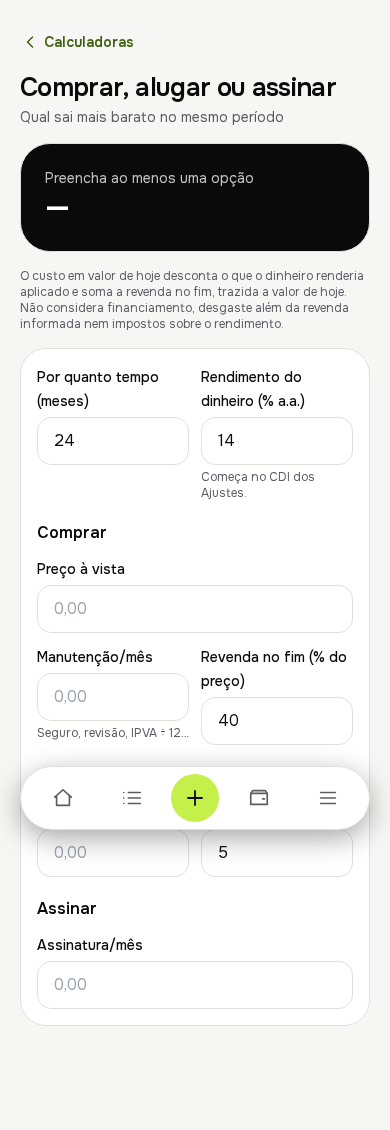 Calculadoras
Comprar, alugar ou assinar
Qual sai mais barato no mesmo período
Preencha ao menos uma opção
—
O custo em valor de hoje desconta o que o dinheiro renderia
aplicado e soma a revenda no fim, trazida a valor de hoje.
Não considera financiamento, desgaste além da revenda
informada nem impostos sobre o rendimento.
Por quanto tempo (meses)
24
Rendimento do dinheiro (% a.a.)
14
Começa no CDI dos Ajustes.
Comprar
Preço à vista
0,00
Manutenção/mês
0,00
Seguro, revisão, IPVA ÷ 12...
Revenda no fim (% do preço)
40
0,00
5
Assinar
Assinatura/mês
0,00